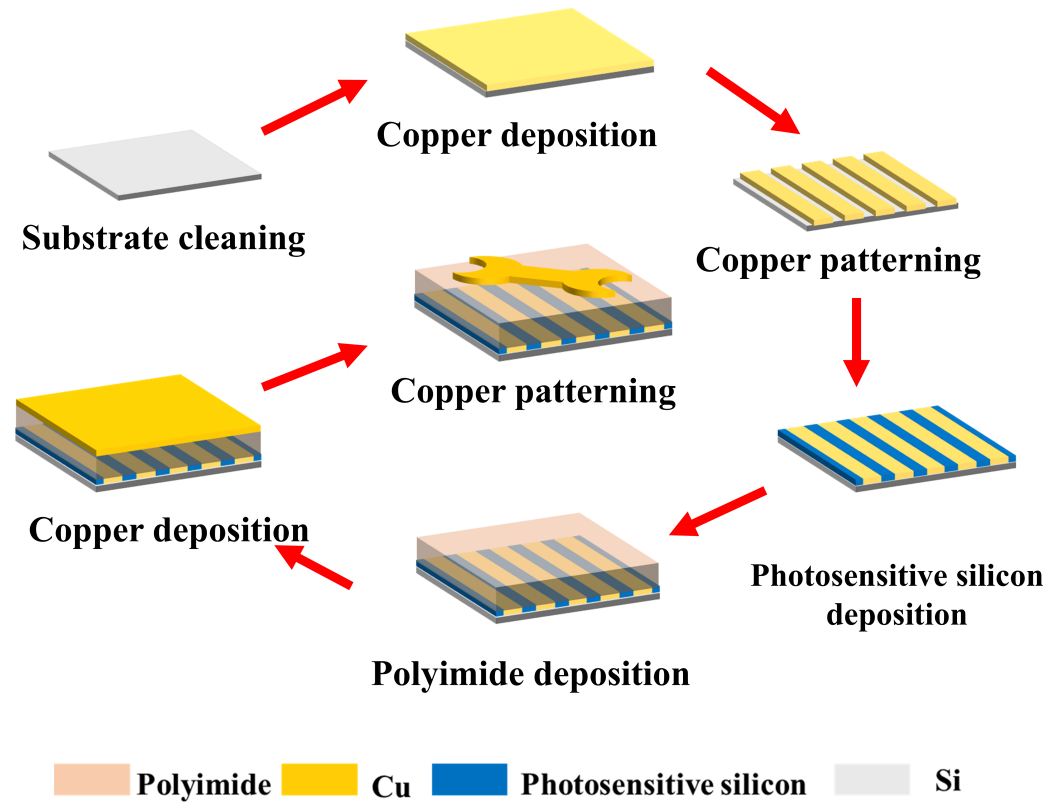 Copper deposition
Substrate cleaning
Copper patterning
Copper patterning
Copper deposition
Photosensitive silicon
deposition
Polyimide deposition
Polyimide
Cu
Photosensitive silicon
Si